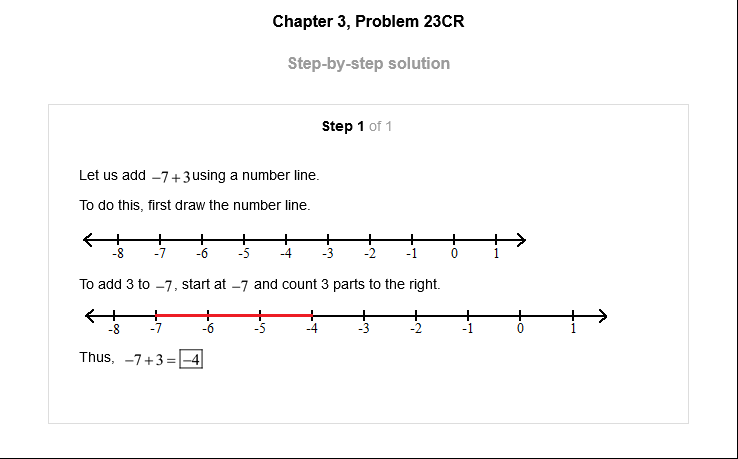 Chapter 3, Problem 23CR
Step-by-step solution
Step 1 of 1
Let us add −7+3using a number line.
To do this, first draw the number line.
-8 -7 -6 -5 -4 -3 -2 -1 0 1
To add 3 to −7, start at −7 and count 3 parts to the right.
-8 -7 -6 -5 -4 -3 -2 -1 0 1
Thus, −7+3=−4